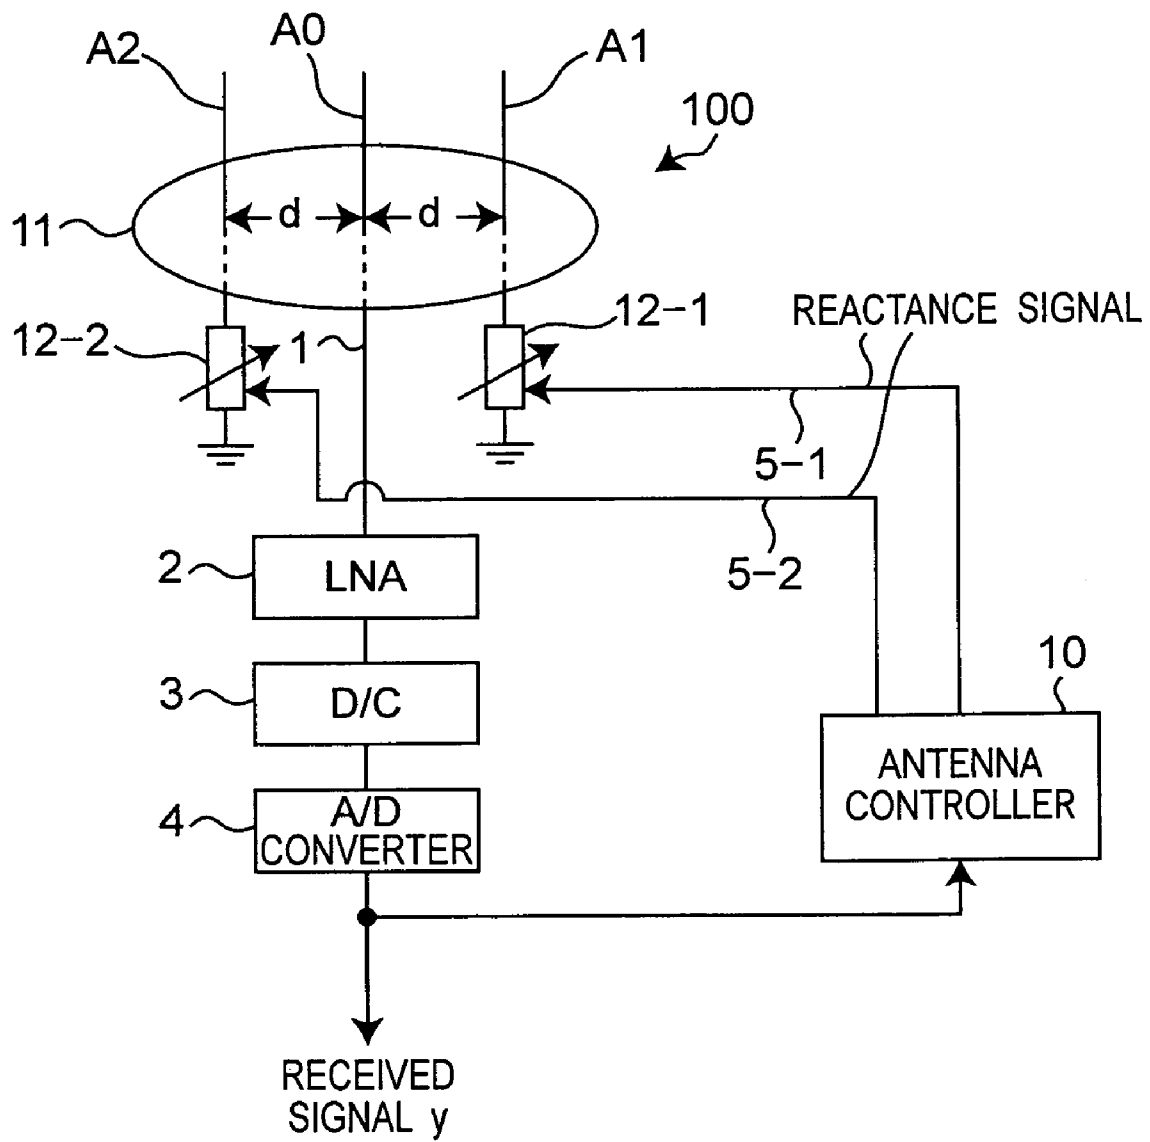 A2
A0
A1
100
11
d
d
12-2
1
12-1
REACTANCE SIGNAL
5-1
5-2
2
LNA
3
D/C
4
A/D
CONVERTER
10
ANTENNA
CONTROLLER
RECEIVED
SIGNAL y